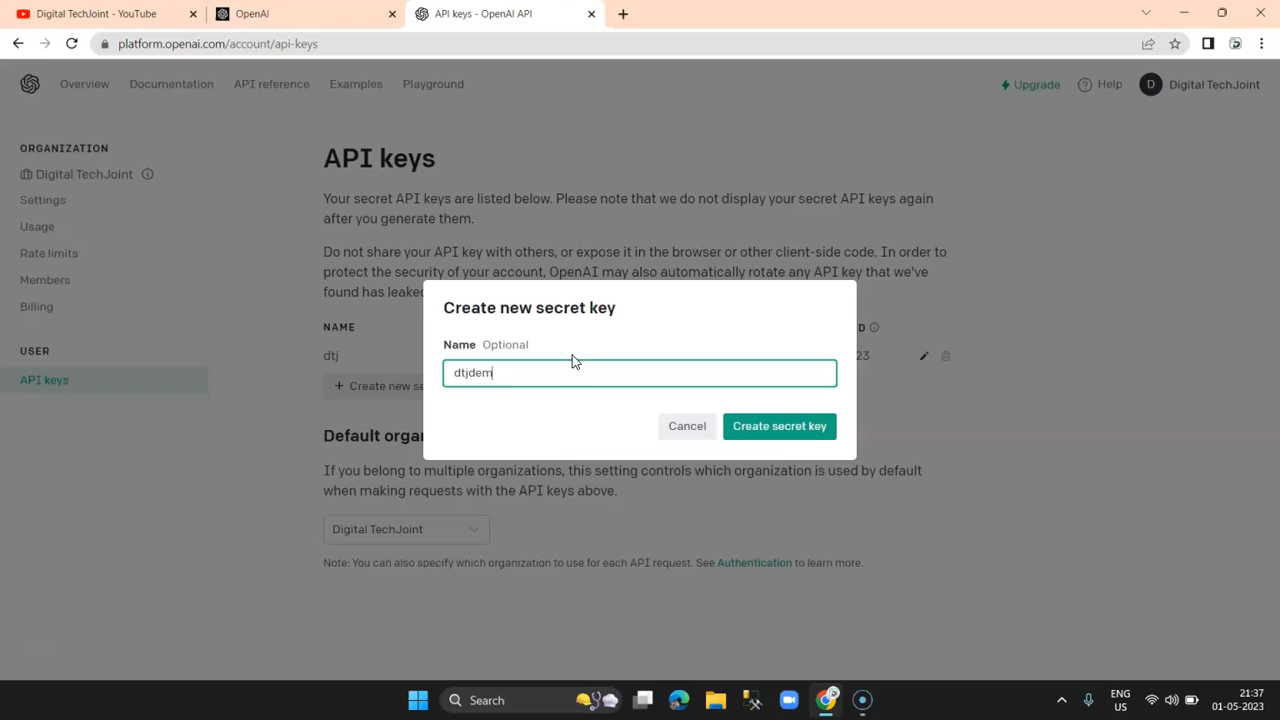 Digital TechJoint - YouTube
OpenAI
API keys - OpenAI API
platform.openai.com/account/api-keys
Overview
Documentation
API reference
Examples
Playground
Upgrade
Help
D
Digital TechJoint
ORGANIZATION
Digital TechJoint
Settings
Usage
Rate limits
Members
Billing
USER
API keys
API keys
Your secret API keys are listed below. Please note that we do not display your secret API keys again
after you generate them.
Do not share your API key with others, or expose it in the browser or other client-side code. In order to
protect the security of your account, OpenAI may also automatically rotate any API key that we've
found has leaked
NAME
D
dtj
23
+ Create new se
Create new secret key
Name Optional
dtjdem
Cancel
Create secret key
Default orga
If you belong to multiple organizations, this setting controls which organization is used by default
when making requests with the API keys above.
Digital TechJoint
Note: You can also specify which organization to use for each API request. See Authentication to learn more.
Search
ENG
US
21:37
01-05-2023